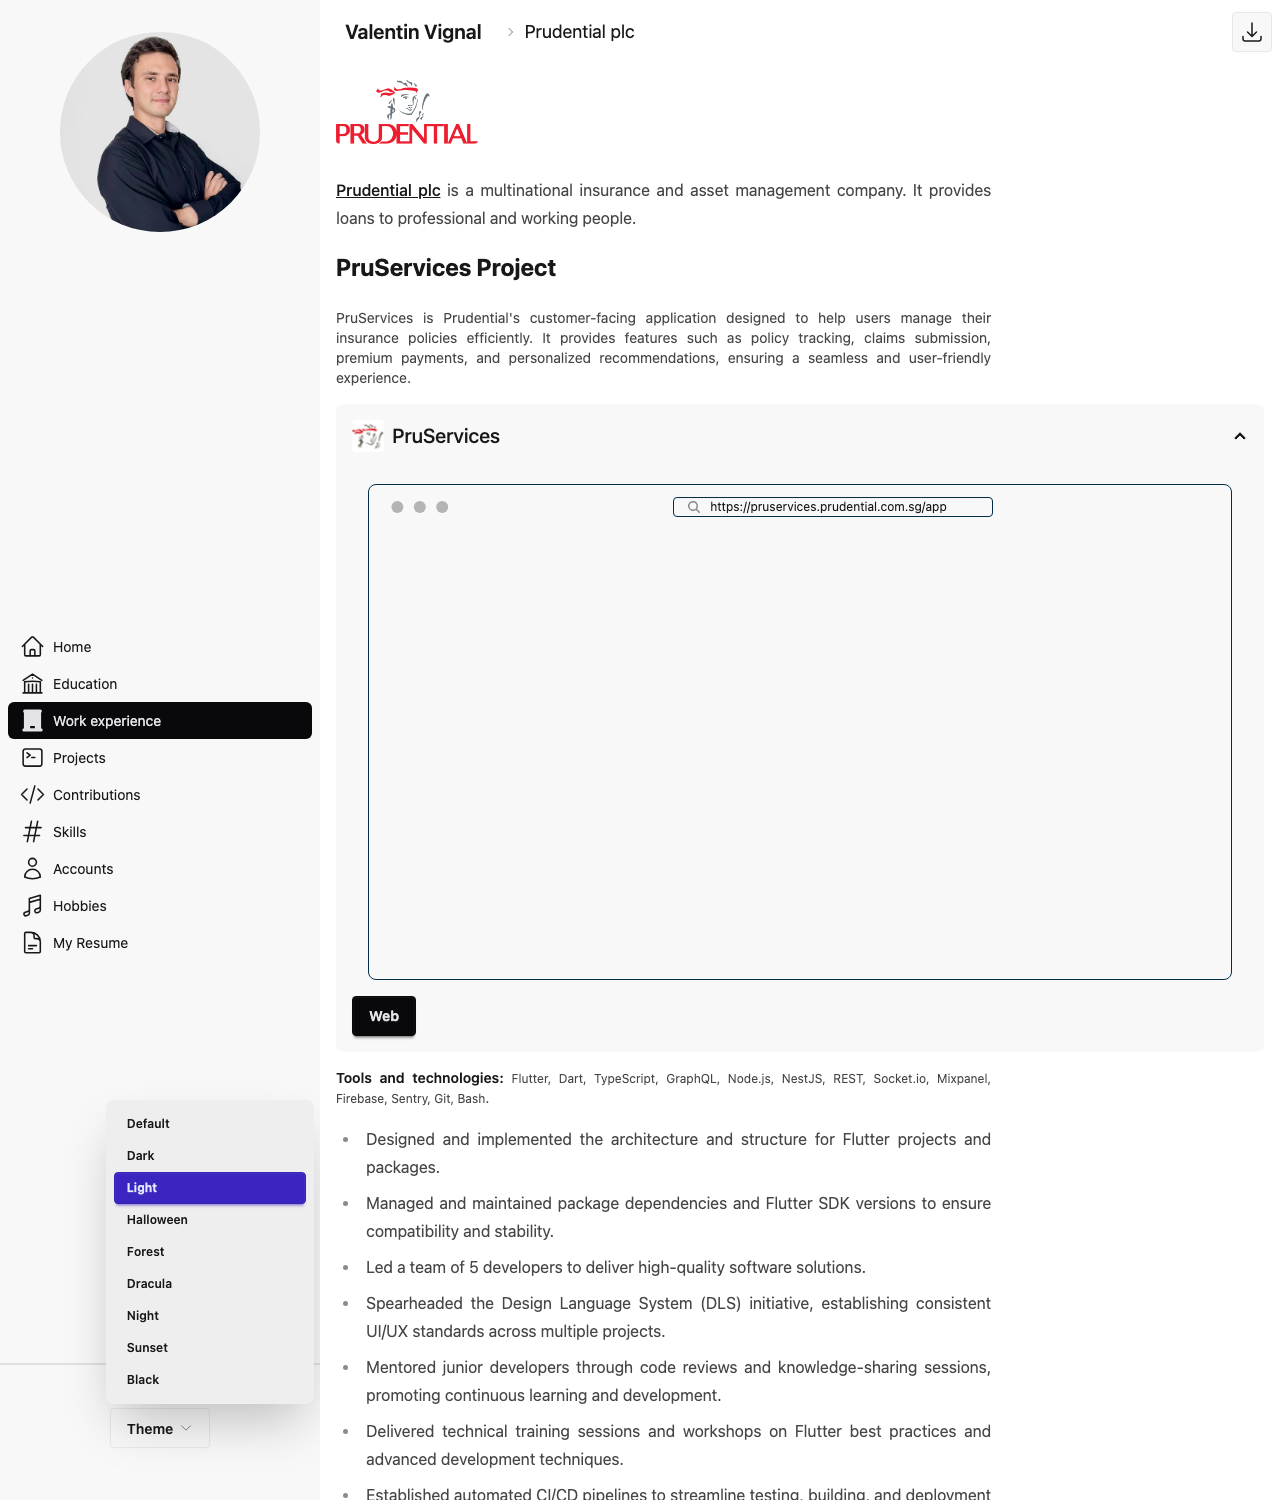 Valentin Vignal
Prudential plc
PRUDENTIAL
Prudential plc is a multinational insurance and asset management company. It provides
loans to professional and working people.
PruServices Project
PruServices is Prudential's customer-facing application designed to help users manage their
insurance policies efficiently. It provides features such as policy tracking, claims submission,
premium payments, and personalized recommendations, ensuring a seamless and user-friendly
experience.
PruServices
https://pruservices.prudential.com.sg/app
Web
Tools and technologies: Flutter, Dart, TypeScript, GraphQL, Node.js, NestJS, REST, Socket.io, Mixpanel,
Firebase, Sentry, Git, Bash.
Designed and implemented the architecture and structure for Flutter projects and
packages.
Managed and maintained package dependencies and Flutter SDK versions to ensure
compatibility and stability.
Led a team of 5 developers to deliver high-quality software solutions.
Spearheaded the Design Language System (DLS) initiative, establishing consistent
UI/UX standards across multiple projects.
Mentored junior developers through code reviews and knowledge-sharing sessions,
promoting continuous learning and development.
Delivered technical training sessions and workshops on Flutter best practices and
advanced development techniques.
Established automated CI/CD pipelines to streamline testing, building, and deployment
Home
Education
Work experience
Projects
Contributions
Skills
Accounts
Hobbies
My Resume
Default
Dark
Light
Halloween
Forest
Dracula
Night
Sunset
Black
Theme